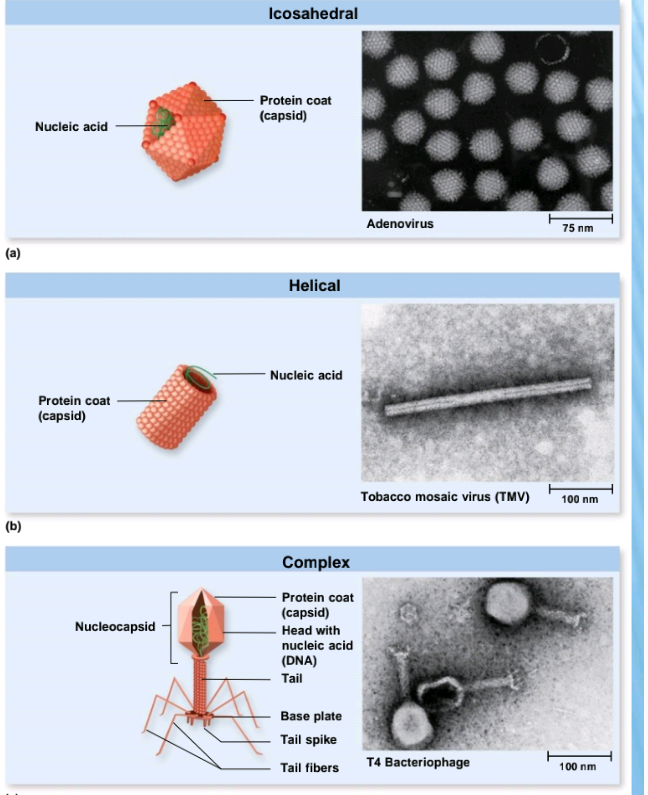 Icosahedral
Protein coat
(capsid)
Nucleic acid
Adenovirus
75 nm
(a)
Helical
Nucleic acid
Protein coat
(capsid)
Tobacco mosaic virus (TMV)
100 nm
(b)
Complex
Protein coat
(capsid)
Nucleocapsid
Head with
nucleic acid
(DNA)
Tail
Base plate
Tail spike
Tail fibers
T4 Bacteriophage
100 nm